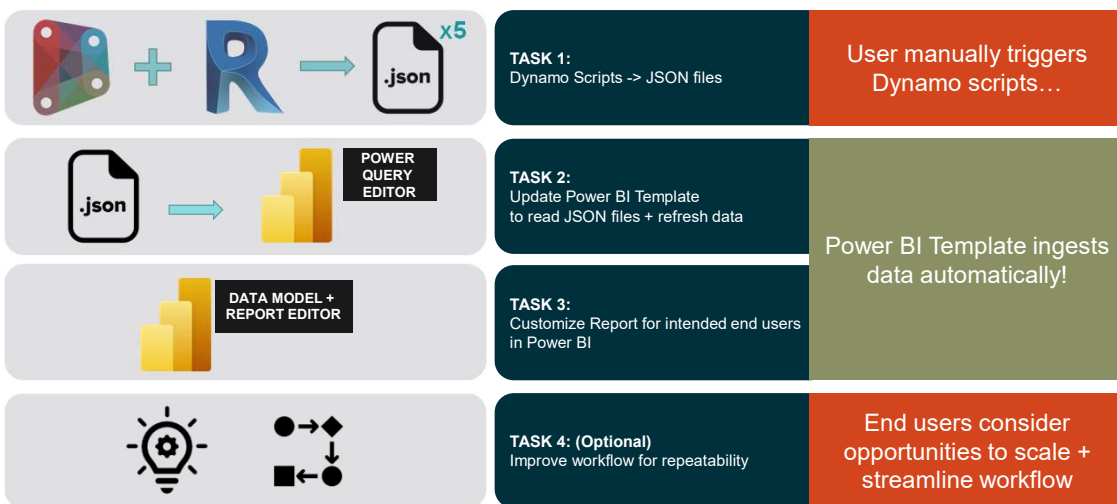 x5
.json
TASK 1:
Dynamo Scripts -> JSON files
User manually triggers
Dynamo scripts…
.json
POWER
QUERY
EDITOR
TASK 2:
Update Power BI Template
to read JSON files + refresh data
Power BI Template ingests
data automatically!
DATA MODEL +
REPORT EDITOR
TASK 3:
Customize Report for intended end users
in Power BI
TASK 4: (Optional)
Improve workflow for repeatability
End users consider
opportunities to scale +
streamline workflow